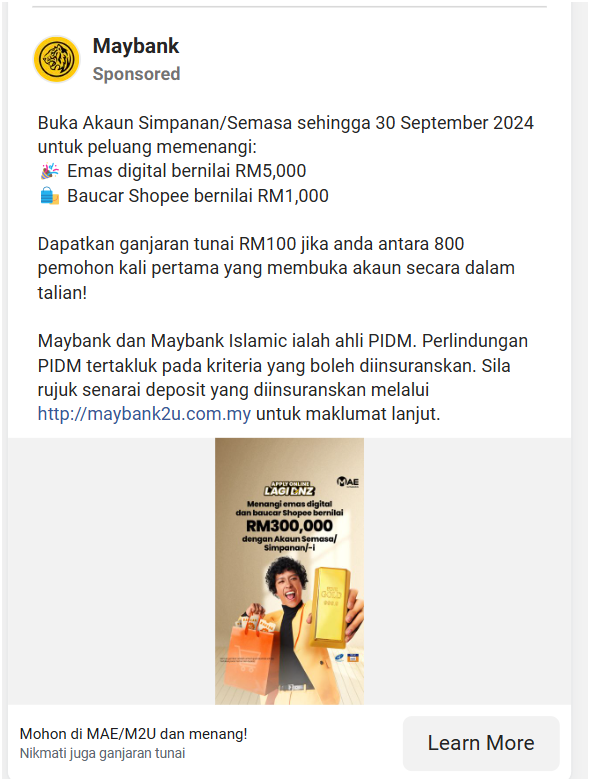 Maybank
Sponsored
Buka Akaun Simpanan/Semasa sehingga 30 September 2024
untuk peluang memenangi:
🎉 Emas digital bernilai RM5,000
🛍️ Baucar Shopee bernilai RM1,000
Dapatkan ganjaran tunai RM100 jika anda antara 800
pemohon kali pertama yang membuka akaun secara dalam
talian!
Maybank dan Maybank Islamic ialah ahli PIDM. Perlindungan
PIDM tertakluk pada kriteria yang boleh diinsuranskan. Sila
rujuk senarai deposit yang diinsuranskan melalui
http://maybank2u.com.my untuk maklumat lanjut.
APPLY ONLINE
LAGI BNZ
MAE
Menangi emas digital
dan baucar Shopee bernilai
RM300,000
dengan Akaun Semasa/
Simpanan/-i
GOLD
Mohon di MAE/M2U dan menang!
Nikmati juga ganjaran tunai
Learn More